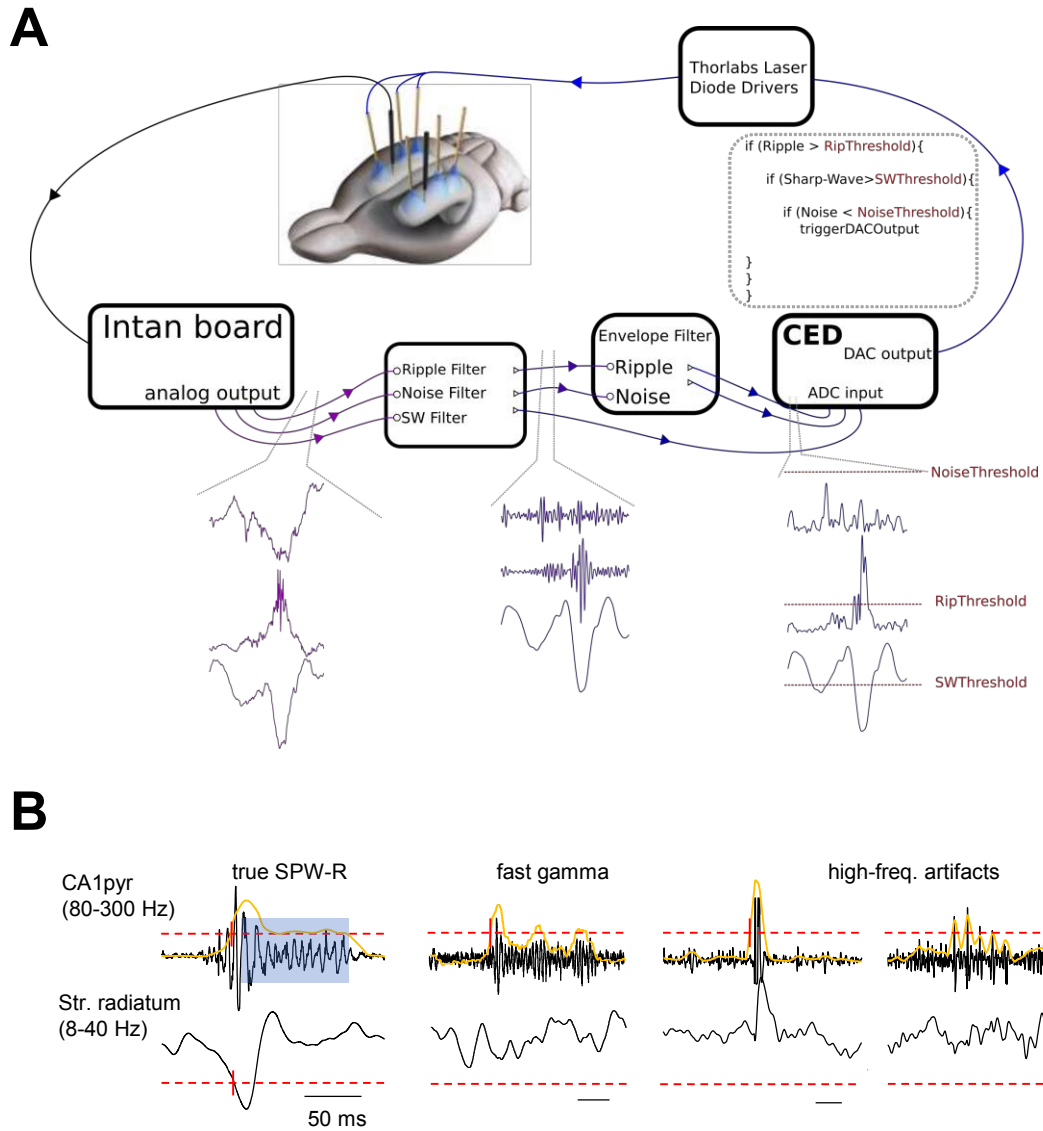 A
Thorlabs Laser
Diode Drivers
if (Ripple > RipThreshold){
if (Sharp-Wave>SWThreshold){
if (Noise < NoiseThreshold){
triggerDACOutput
}
}
}
Intan board
analog output
Ripple Filter
Noise Filter
SW Filter
Envelope Filter
Ripple
Noise
CED
DAC output
ADC input
NoiseThreshold
RipThreshold
SWThreshold
B
true SPW-R
fast gamma
high-freq. artifacts
CA1pyr
(80-300 Hz)
Str. radiatum
(8-40 Hz)
50 ms